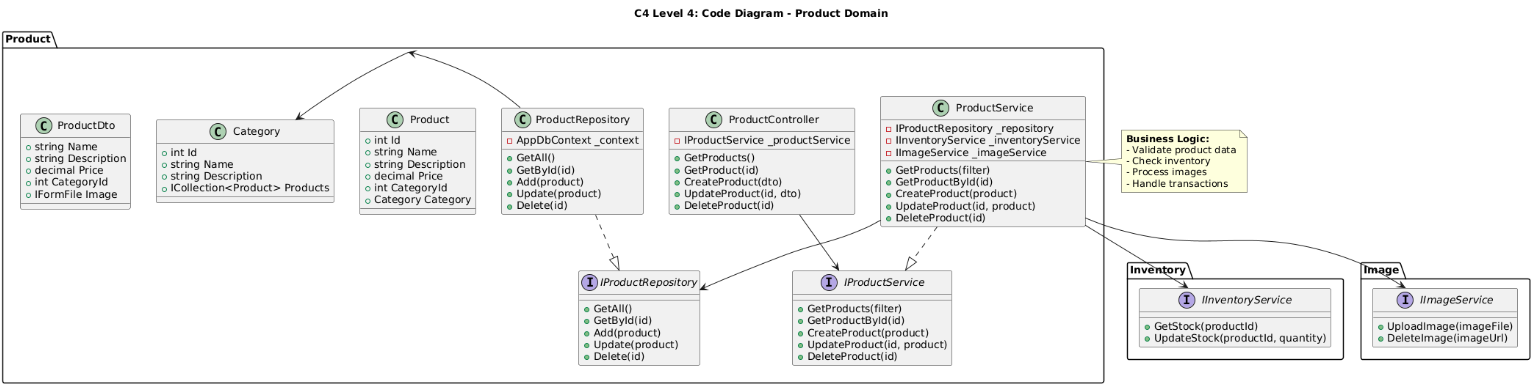 C4 Level 4: Code Diagram - Product Domain
Product
C ProductDto
string Name
string Description
decimal Price
int CategoryId
IFormFile Image
C Category
int Id
string Name
string Description
ICollection<Product> Products
C Product
int Id
string Name
string Description
decimal Price
int CategoryId
Category Category
C ProductRepository
AppDbContext _context
GetAll()
GetById(id)
Add(product)
Update(product)
Delete(id)
C ProductController
IProductService _productService
GetProducts()
GetProduct(id)
CreateProduct(dto)
UpdateProduct(id, dto)
DeleteProduct(id)
C ProductService
IProductRepository _repository
IInventoryService _inventoryService
IImageService _imageService
GetProducts(filter)
GetProductById(id)
CreateProduct(product)
UpdateProduct(id, product)
DeleteProduct(id)
Business Logic:
- Validate product data
- Check inventory
- Process images
- Handle transactions
I IProductRepository
GetAll()
GetById(id)
Add(product)
Update(product)
Delete(id)
I IProductService
GetProducts(filter)
GetProductById(id)
CreateProduct(product)
UpdateProduct(id, product)
DeleteProduct(id)
Inventory
I IInventoryService
GetStock(productId)
UpdateStock(productId, quantity)
Image
I IImageService
UploadImage(imageFile)
DeleteImage(imageUrl)